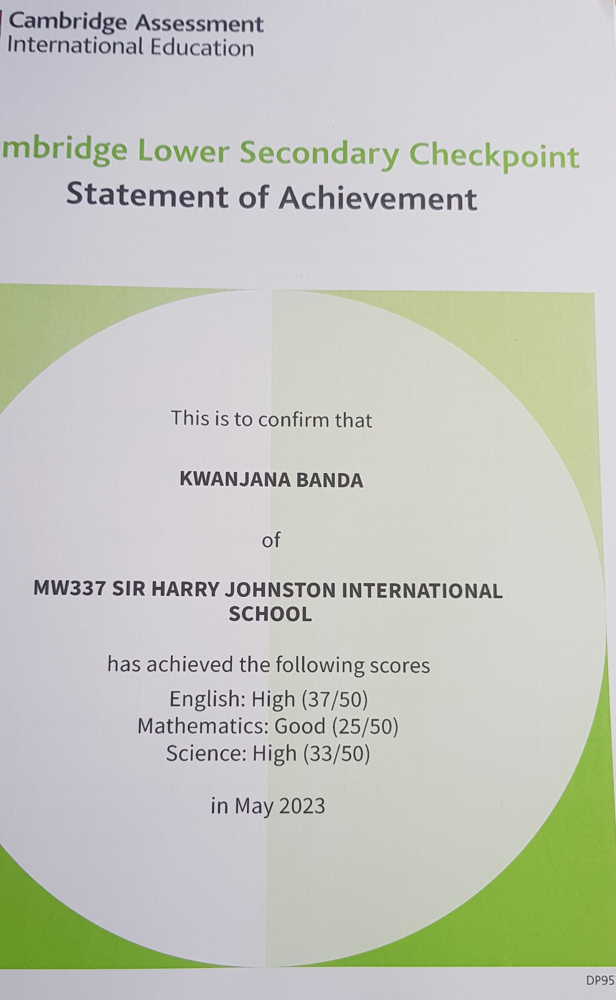 Cambridge Assessment
International Education
mbridge Lower Secondary Checkpoint
Statement of Achievement
This is to confirm that
KWANJANA BANDA
of
MW337 SIR HARRY JOHNSTON INTERNATIONAL
SCHOOL
has achieved the following scores
English: High (37/50)
Mathematics: Good (25/50)
Science: High (33/50)
in May 2023
DP95